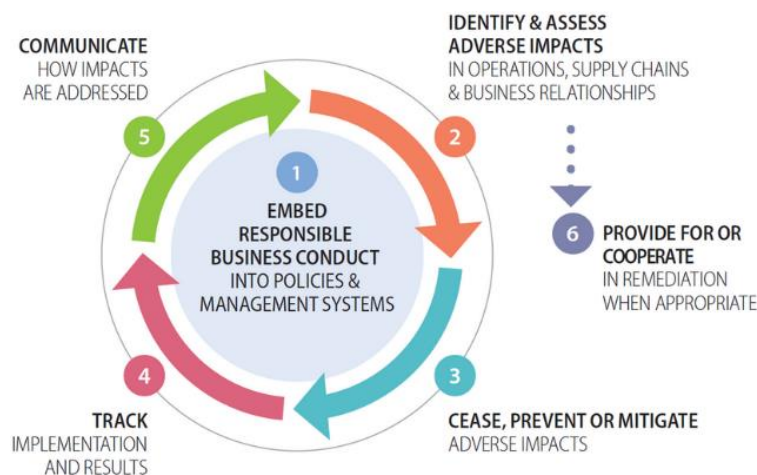 1
EMBED
RESPONSIBLE
BUSINESS CONDUCT
INTO POLICIES &
MANAGEMENT SYSTEMS
2
IDENTIFY & ASSESS
ADVERSE IMPACTS
IN OPERATIONS, SUPPLY CHAINS
& BUSINESS RELATIONSHIPS
3
CEASE, PREVENT OR MITIGATE
ADVERSE IMPACTS
4
TRACK
IMPLEMENTATION
AND RESULTS
5
COMMUNICATE
HOW IMPACTS
ARE ADDRESSED
6
PROVIDE FOR OR
COOPERATE
IN REMEDIATION
WHEN APPROPRIATE